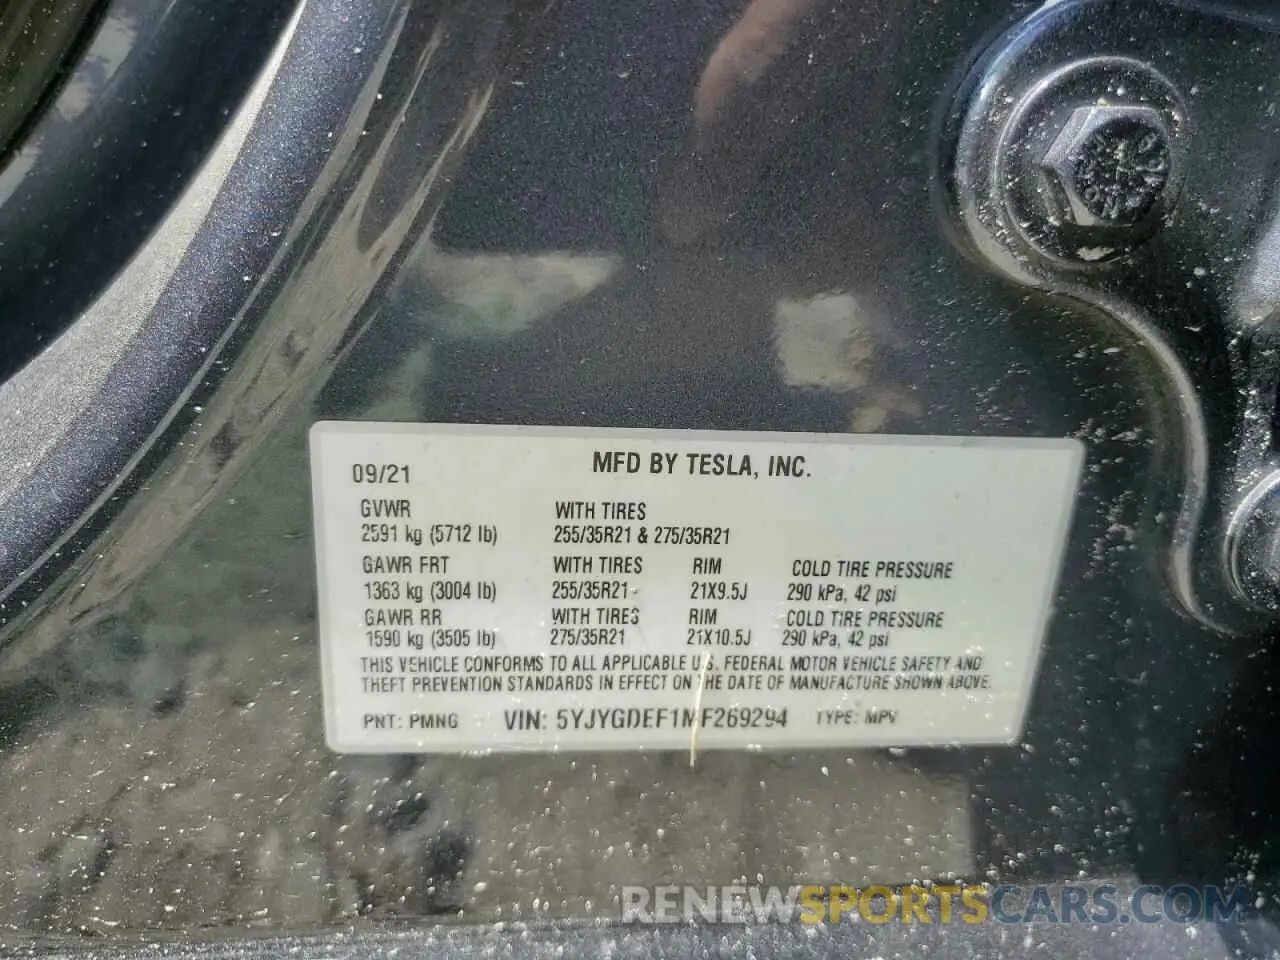 09/21 MFD BY TESLA, INC.
GVWR WITH TIRES
2591 kg (5712 lb) 255/35R21 & 275/35R21
GAWR FRT WITH TIRES RIM COLD TIRE PRESSURE
1363 kg (3004 lb) 255/35R21 21X9.5J 290 kPa, 42 psi
GAWR RR WITH TIRES RIM COLD TIRE PRESSURE
1590 kg (3505 lb) 275/35R21 21X10.5J 290 kPa, 42 psi
THIS VEHICLE CONFORMS TO ALL APPLICABLE U.S. FEDERAL MOTOR VEHICLE SAFETY AND
THEFT PREVENTION STANDARDS IN EFFECT ON THE DATE OF MANUFACTURE SHOWN ABOVE.
PNT: PMNG VIN: 5YJYGDEF1MF269294 TYPE: MPV
RENEWSPORTSCARS.COM